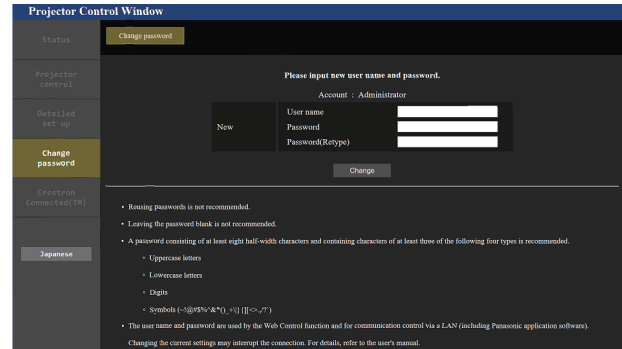 Projector Control Window
Status
Change password
Projector
control
Detailed
set up
Change
password
Crestron
Connected(TM)
Japanese
Please input new user name and password.
Account : Administrator
New
User name
Password
Password(Retype)
Change
• Reusing passwords is not recommended.
• Leaving the password blank is not recommended.
• A password consisting of at least eight half-width characters and containing characters of at least three of the following four types is recommended.
◦ Uppercase letters
◦ Lowercase letters
◦ Digits
◦ Symbols (~!@#$%^&*()_+\|}{][<>.,/?`)
• The user name and password are used by the Web Control function and for communication control via a LAN (including Panasonic application software).
Changing the current settings may interrupt the connection. For details, refer to the user's manual.